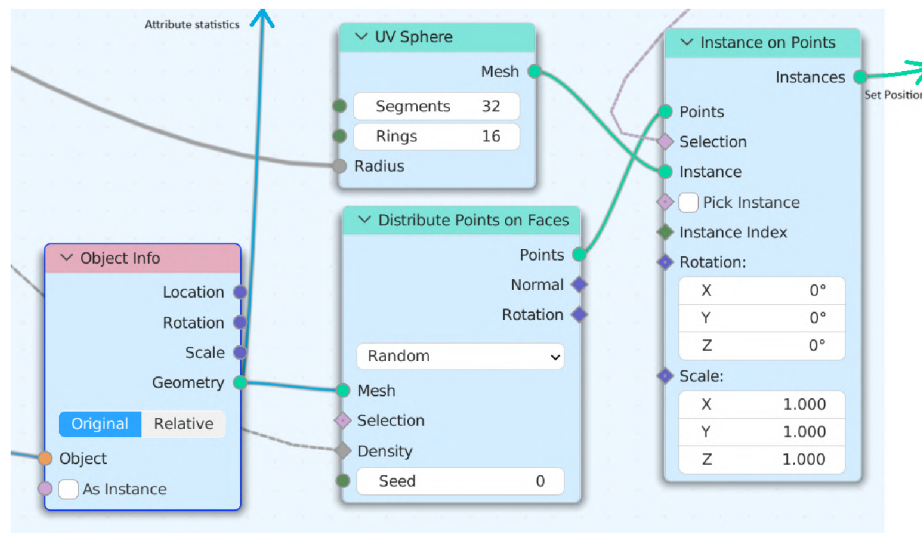 Attribute statistics
UV Sphere
Mesh
Segments 32
Rings 16
Radius
Instance on Points
Instances
Set Position
Points
Selection
Instance
Pick Instance
Instance Index
Rotation:
X 0°
Y 0°
Z 0°
Scale:
X 1.000
Y 1.000
Z 1.000
Distribute Points on Faces
Points
Normal
Rotation
Random
Mesh
Selection
Density
Seed 0
Object Info
Location
Rotation
Scale
Geometry
Original Relative
Object
As Instance